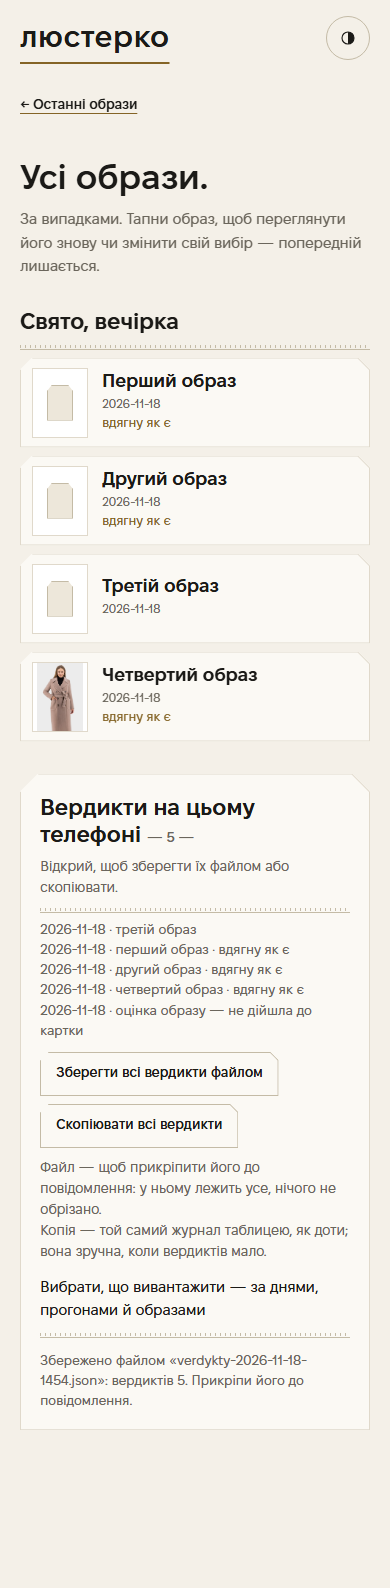 люстерко
← Останні образи
Усі образи.
За випадками. Тапни образ, щоб переглянути
його знову чи змінити свій вибір — попередній
лишається.
Свято, вечірка
Перший образ
2026-11-18
вдягну як є
Другий образ
2026-11-18
вдягну як є
Третій образ
2026-11-18
Четвертий образ
2026-11-18
вдягну як є
Вердикти на цьому
телефоні — 5 —
Відкрий, щоб зберегти їх файлом або
скопіювати.
2026-11-18 · третій образ
2026-11-18 · перший образ · вдягну як є
2026-11-18 · другий образ · вдягну як є
2026-11-18 · четвертий образ · вдягну як є
2026-11-18 · оцінка образу — не дійшла до
картки
Зберегти всі вердикти файлом
Скопіювати всі вердикти
Файл — щоб прикріпити його до
повідомлення: у ньому лежить усе, нічого не
обрізано.
Копія — той самий журнал таблицею, як доти;
вона зручна, коли вердиктів мало.
Вибрати, що вивантажити — за днями,
прогонами й образами
Збережено файлом «verdykty-2026-11-18-
1454.json»: вердиктів 5. Прикріпи його до
повідомлення.